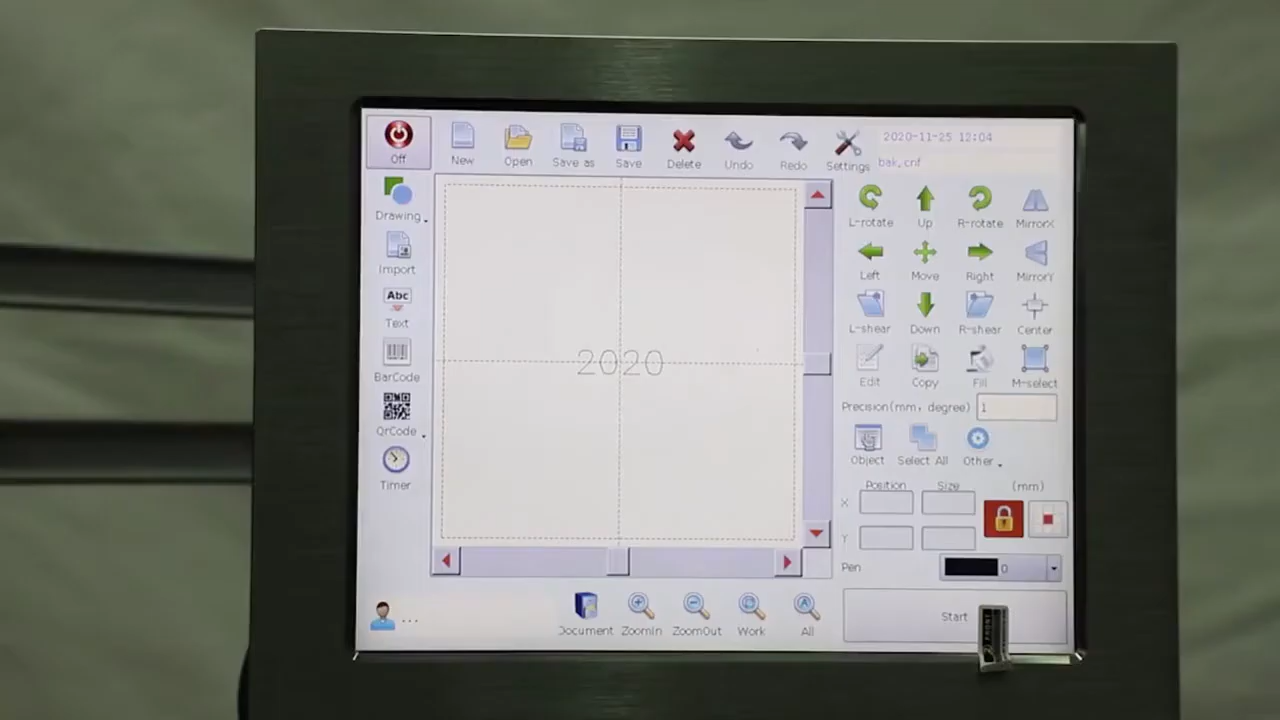 Off New Open Save as Save Delete Undo Redo Settings
2020-11-25 12:04
bak.cnf
Drawing
Import
Abc
Text
BarCode
QrCode
Timer
2020
L-rotate Up R-rotate MirrorX
Left Move Right MirrorY
L-shear Down R-shear Center
Edit Copy Fill M-select
Precision(mm, degree) 1
Object Select All Other
Position Size (mm)
X
Y
Pen 0
...
Document ZoomIn ZoomOut Work All
Start